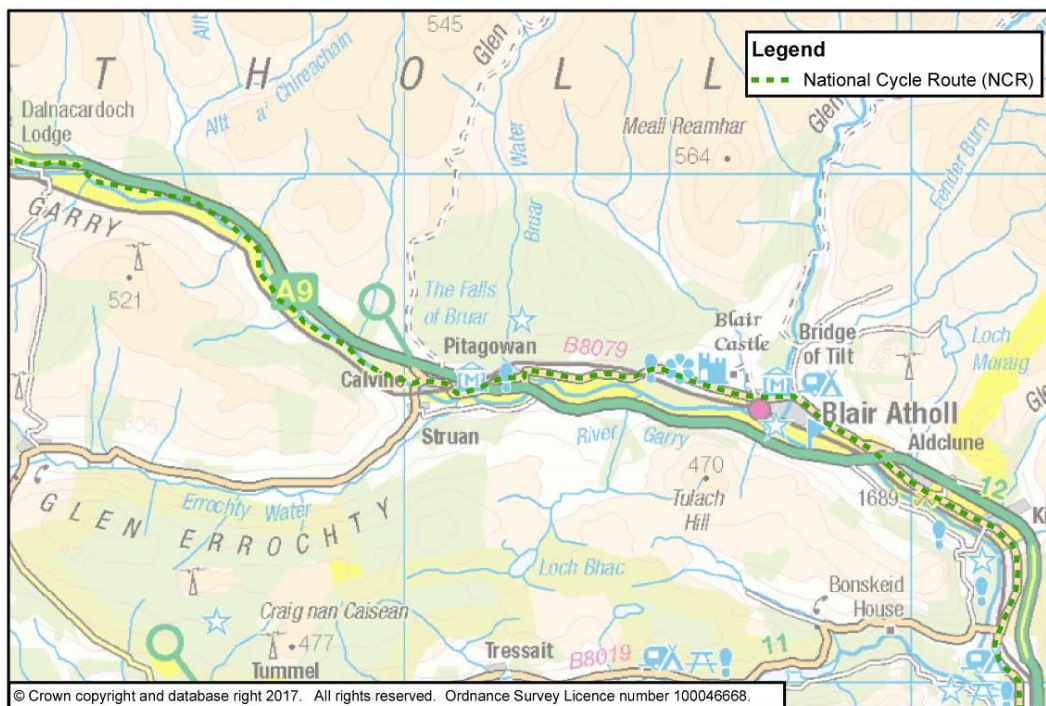 545
Glen
Legend
National Cycle Route (NCR)
A T H O L L
Allt
Allt a' Chireachain
Dalnacardoch
Lodge
Water
Bruar
Meall Reamhar
564
Glen
Fender Burn
GARRY
521
A9
The Falls
of Bruar
Pitagowan
B8079
Blair
Castle
Bridge
of Tilt
Loch
Moraig
Calvine
Struan
Blair Atholl
Aldclune
River Garry
470
Tulach
Hill
1689
12
Ki
Errochty Water
GLEN ERROCHTY
Loch Bhac
Bonskeid
House
Craig nan Caisean
477
Tummel
Tressait
B8019
11
© Crown copyright and database right 2017. All rights reserved. Ordnance Survey Licence number 100046668.